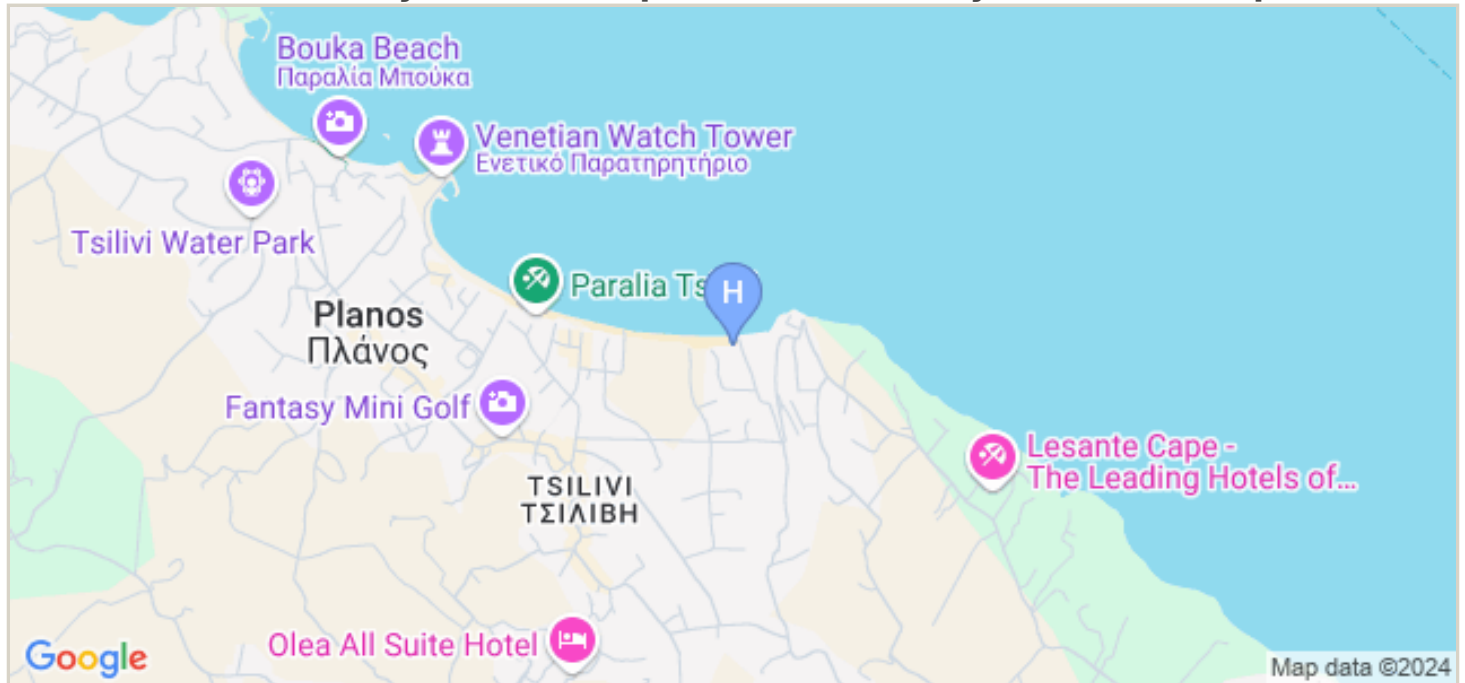 Bouka Beach
Παραλία Μπούκα
Venetian Watch Tower
Ενετικό Παρατηρητήριο
Tsilivi Water Park
Paralia
H
Planos
Πλάνος
Fantasy Mini Golf
Lesante Cape -
The Leading Hotels of...
TSILIVI
ΤΣΙΛΙΒΗ
Olea All Suite Hotel
Google
Map data ©2024